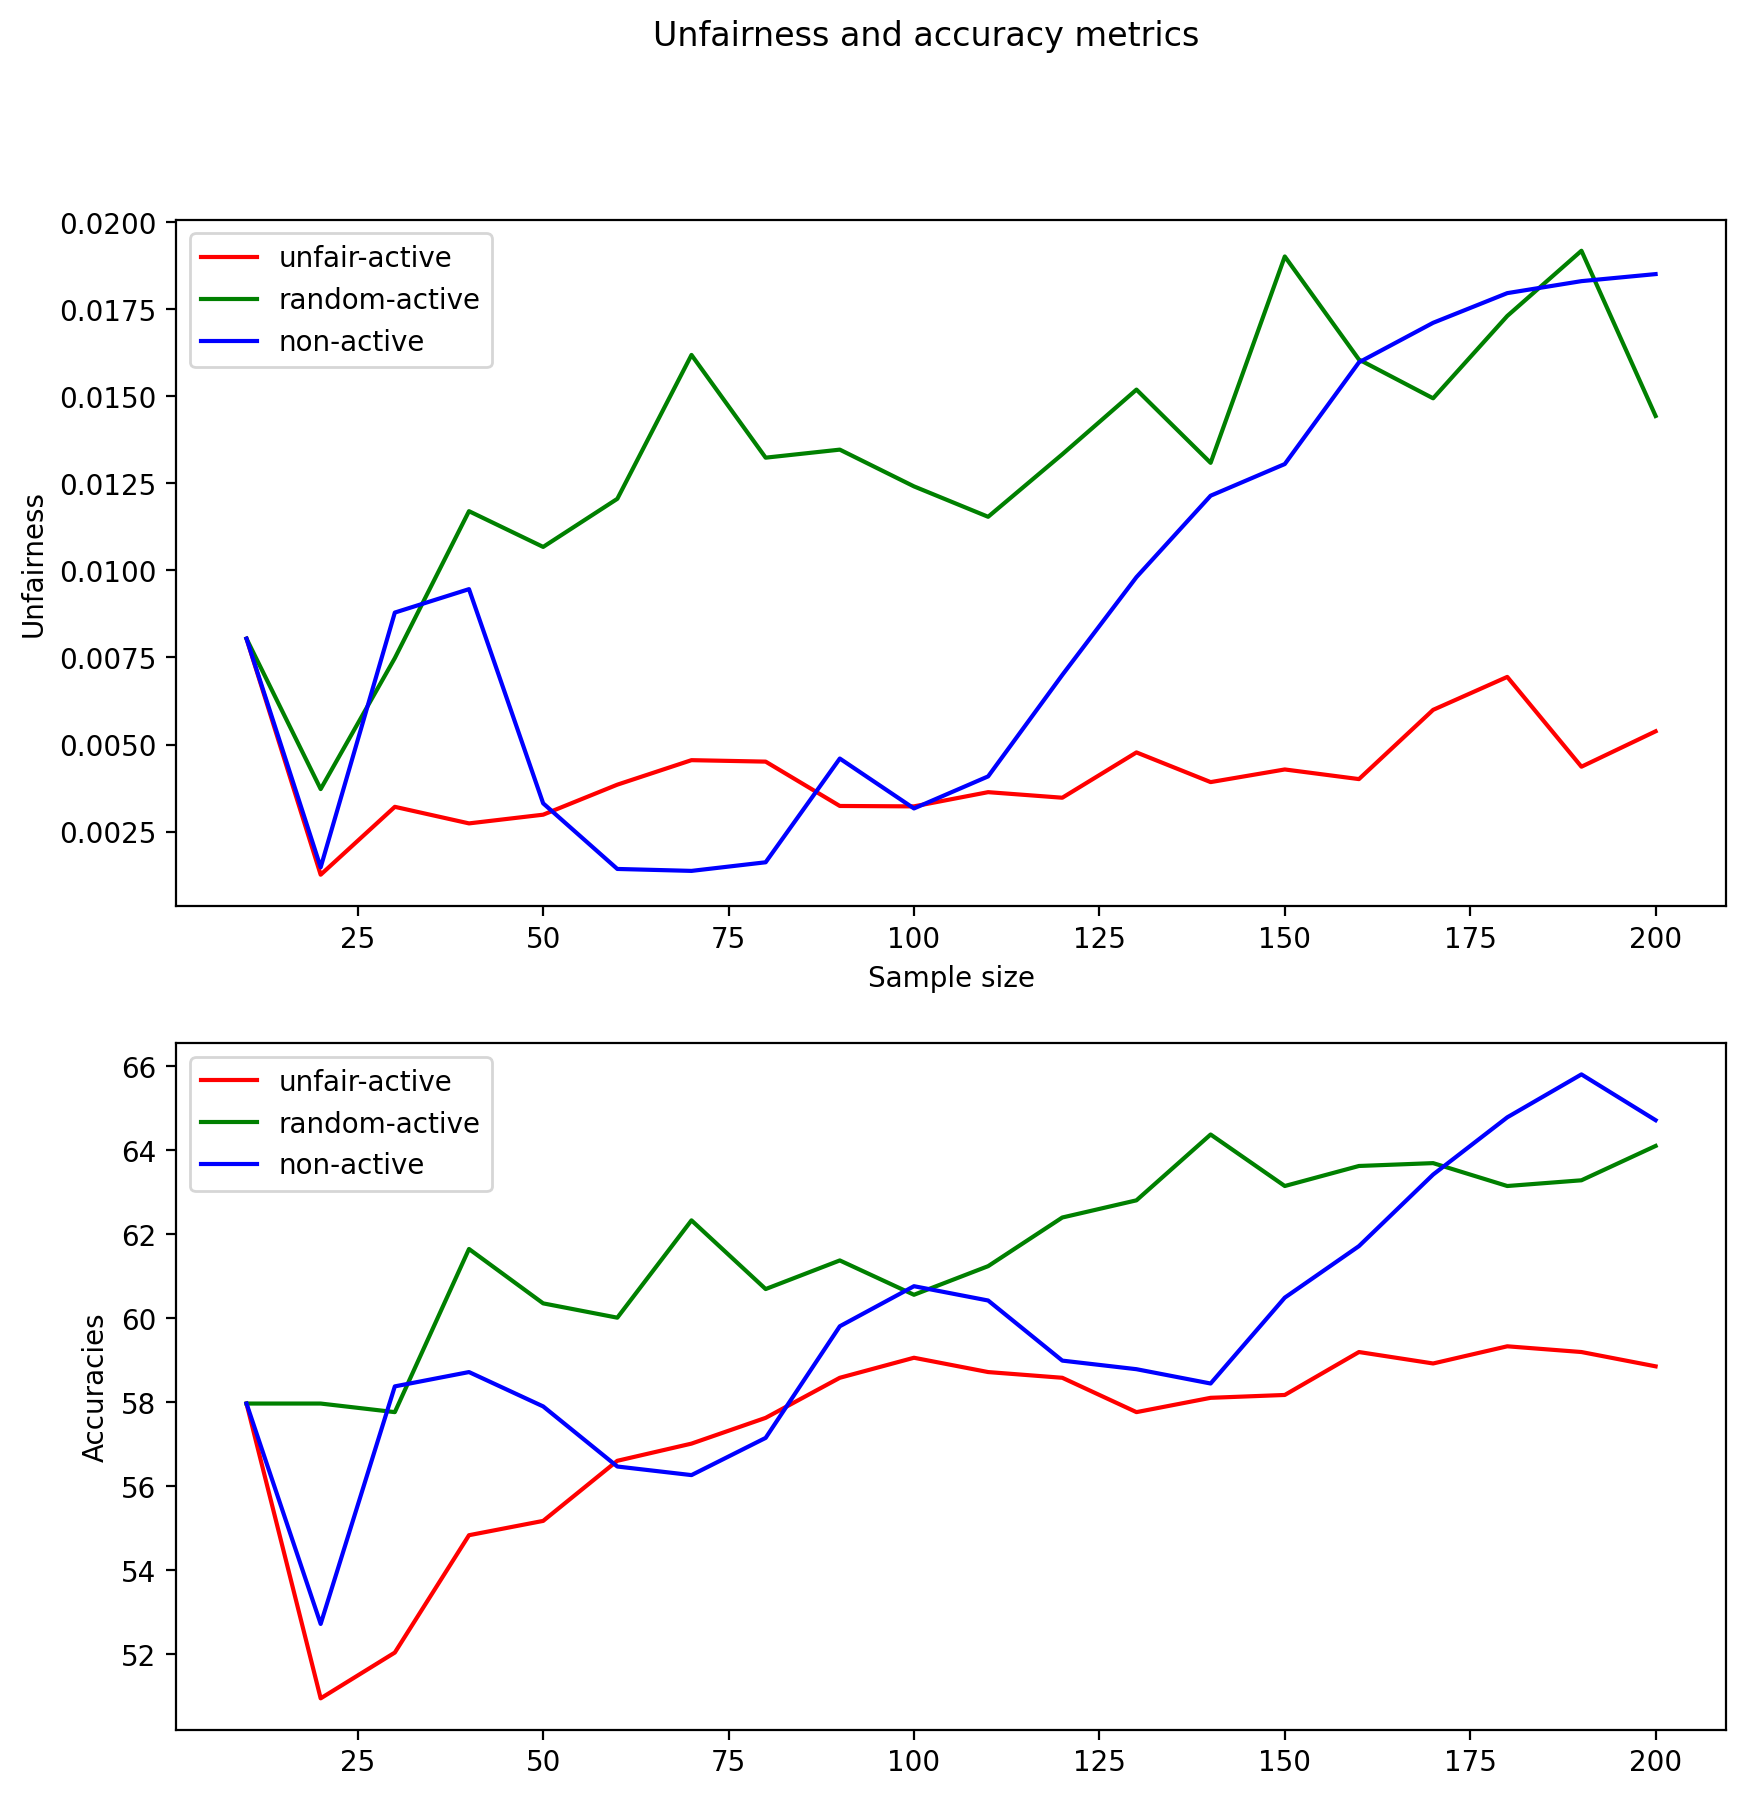 Unfairness and accuracy metrics
0.0200
0.0175
0.0150
0.0125
0.0100
0.0075
0.0050
0.0025
Unfairness
unfair-active
random-active
non-active
25 50 75 100 125 150 175 200
Sample size
66
64
62
60
58
56
54
52
Accuracies
unfair-active
random-active
non-active
25 50 75 100 125 150 175 200